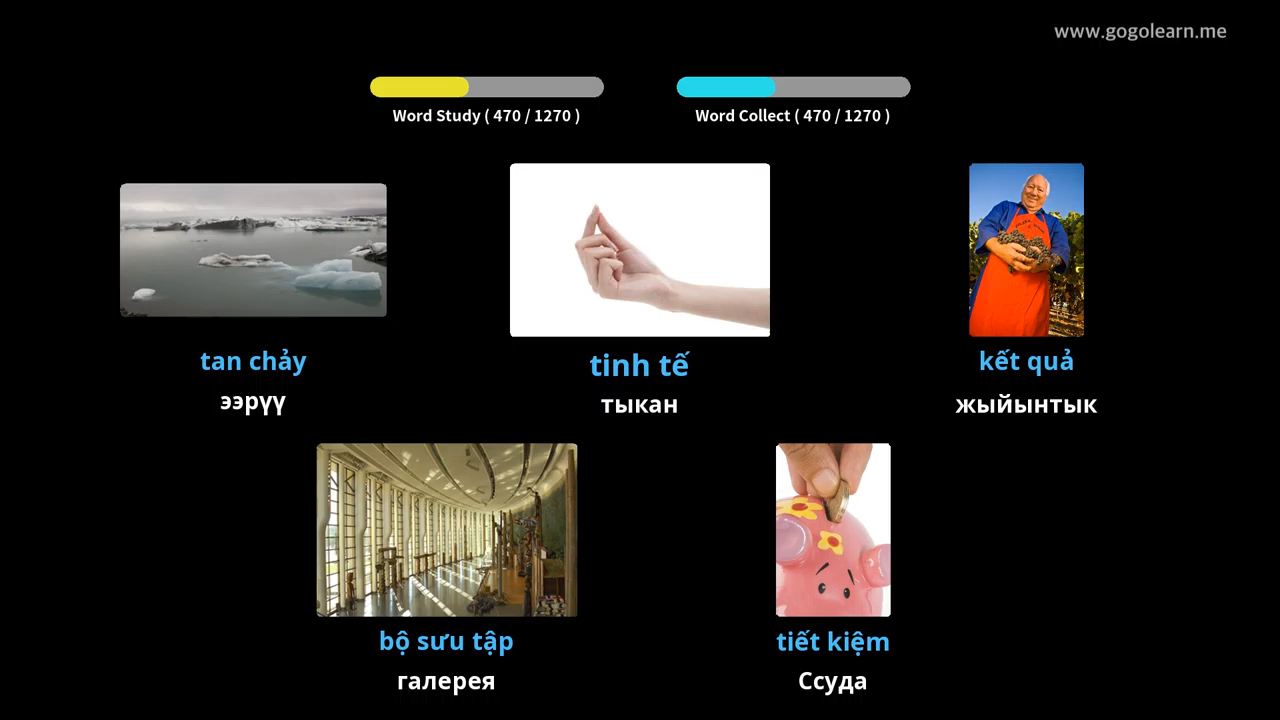 www.gogolearn.me
Word Study ( 470 / 1270 )
Word Collect ( 470 / 1270 )
tan chảy
ээрүү
tinh tế
тыкан
kết quả
жыйынтык
bộ sưu tập
галерея
tiết kiệm
Ссуда